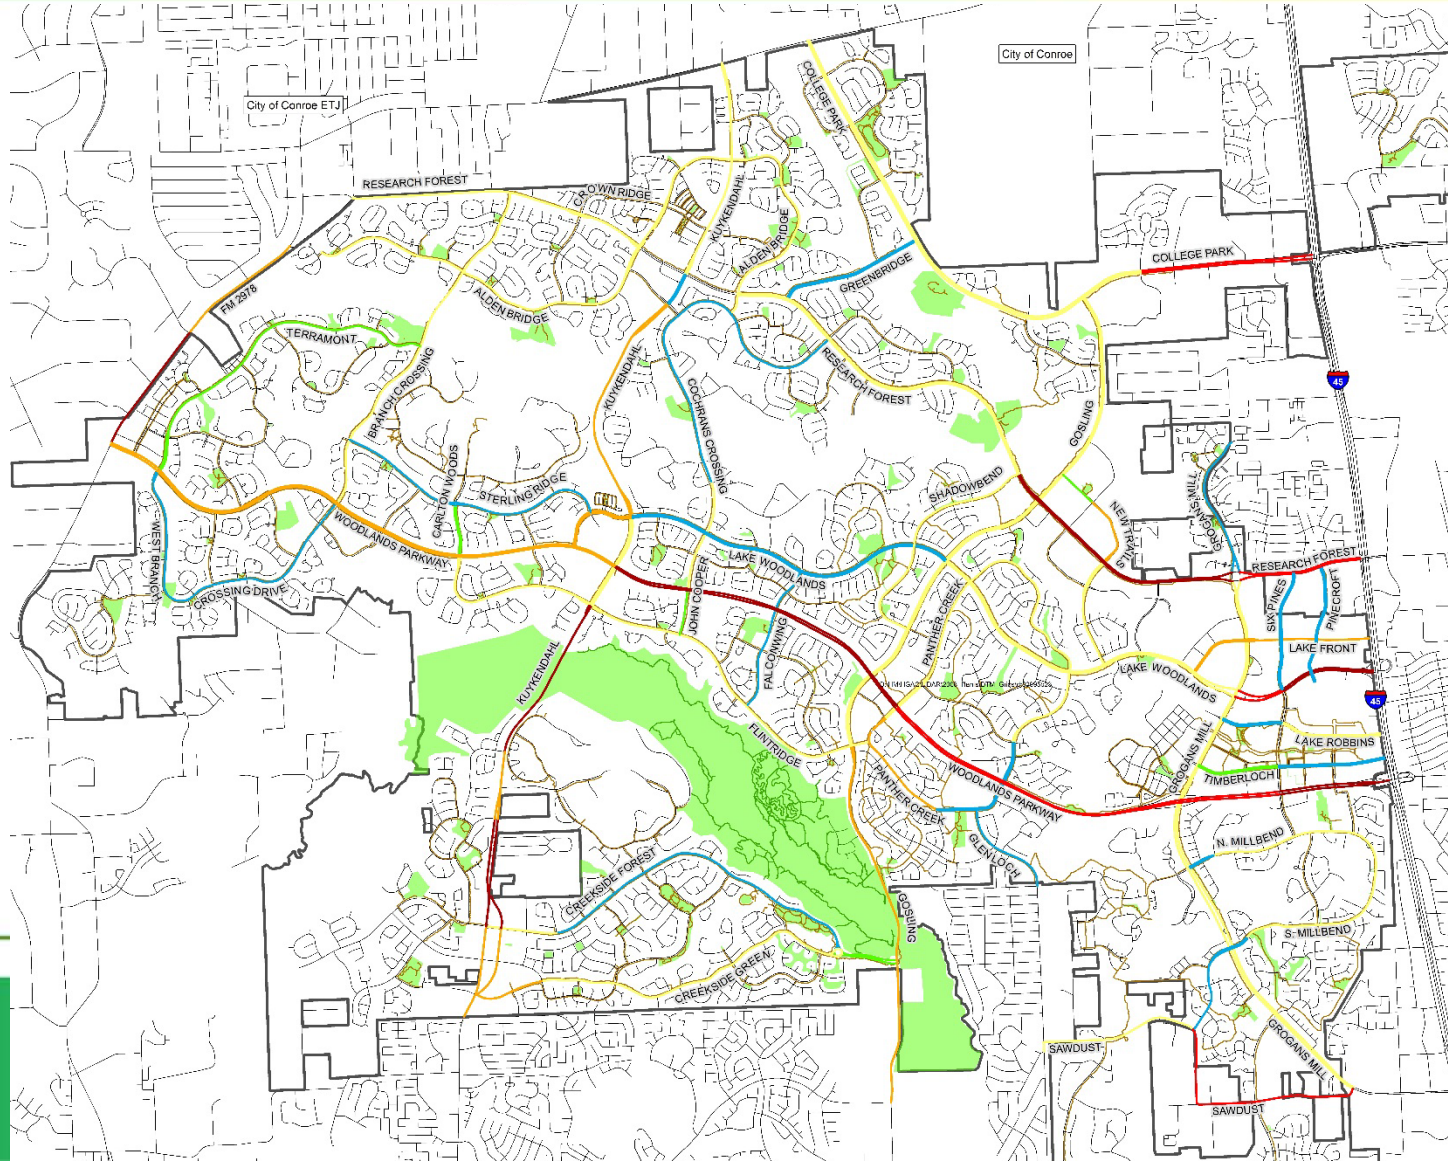 City of Conroe
City of Conroe ETJ
COLLEGE PARK
RESEARCH FOREST
CROWN RIDGE
KUYKENDAHL
ALDEN BRIDGE
GREENBRIDGE
COLLEGE PARK
FM 2978
ALDEN BRIDGE
TERRAMONT
BRANCH CROSSING
KUYKENDAHL
COCHRANS CROSSING
RESEARCH FOREST
45
GOSLING
CARLTON WOODS
STERLING RIDGE
SHADOWBEND
GROGANS MILL
NEW TRAILS
WOODLANDS PARKWAY
WEST BRANCH
CROSSING DRIVE
LAKE WOODLANDS
JOHN COOPER
RESEARCH FOREST
SIX PINES
PINECROFT
PANTHER CREEK
FALCONWING
LAKE FRONT
LAKE WOODLANDS
KUYKENDAHL
45
FLINTRIDGE
GROGANS MILL
LAKE ROBBINS
TIMBERLOCH
WOODLANDS PARKWAY
PANTHER CREEK
GLENLOCH
N. MILLBEND
CREEKSIDE FOREST
GOSLING
S. MILLBEND
CREEKSIDE GREEN
SAWDUST
GROGANS MILL
SAWDUST